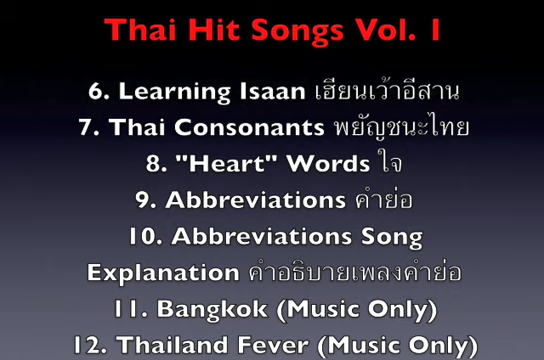 Thai Hit Songs Vol. 1
6. Learning Isaan เฮียนเว้าอีสาน
7. Thai Consonants พยัญชนะไทย
8. "Heart" Words ใจ
9. Abbreviations คำย่อ
10. Abbreviations Song
Explanation คำอธิบายเพลงคำย่อ
11. Bangkok (Music Only)
12. Thailand Fever (Music Only)